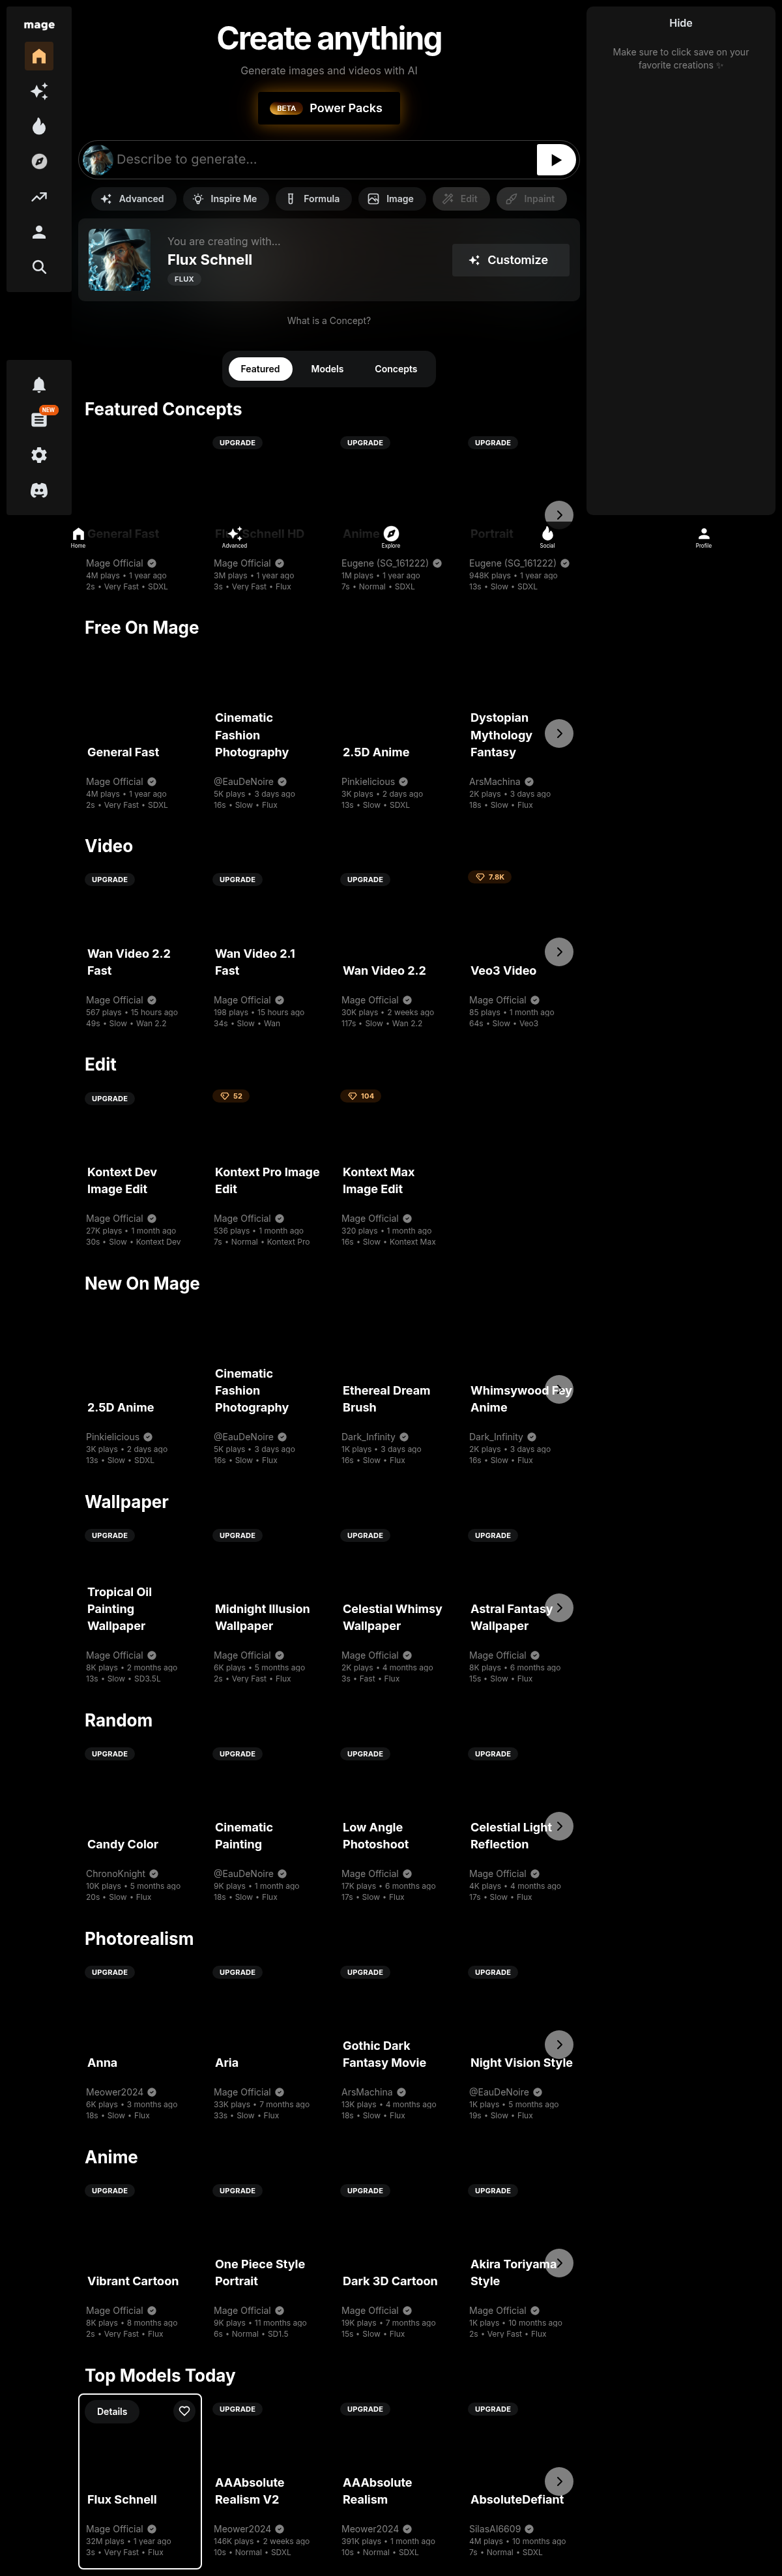 mage
Create anything
Generate images and videos with AI
BETA Power Packs
Describe to generate...
Advanced Inspire Me Formula Image Edit Inpaint
You are creating with...
Flux Schnell
FLUX
Customize
What is a Concept?
Hide
Make sure to click save on your
favorite creations ✨
NEW
Featured Models Concepts
Featured Concepts
UPGRADE UPGRADE UPGRADE
General Fast Flux Schnell HD Anime Portrait
Home Advanced Explore Social Profile
Mage Official Mage Official Eugene (SG_161222) Eugene (SG_161222)
4M plays • 1 year ago 3M plays • 1 year ago 1M plays • 1 year ago 948K plays • 1 year ago
2s • Very Fast • SDXL 3s • Very Fast • Flux 7s • Normal • SDXL 13s • Slow • SDXL
Free On Mage
General Fast Cinematic Fashion Photography 2.5D Anime Dystopian Mythology Fantasy
Mage Official @EauDeNoire Pinkielicious ArsMachina
4M plays • 1 year ago 5K plays • 3 days ago 3K plays • 2 days ago 2K plays • 3 days ago
2s • Very Fast • SDXL 16s • Slow • Flux 13s • Slow • SDXL 18s • Slow • Flux
Video
UPGRADE UPGRADE UPGRADE 7.8K
Wan Video 2.2 Fast Wan Video 2.1 Fast Wan Video 2.2 Veo3 Video
Mage Official Mage Official Mage Official Mage Official
567 plays • 15 hours ago 198 plays • 15 hours ago 30K plays • 2 weeks ago 85 plays • 1 month ago
49s • Slow • Wan 2.2 34s • Slow • Wan 117s • Slow • Wan 2.2 64s • Slow • Veo3
Edit
UPGRADE 52 104
Kontext Dev Image Edit Kontext Pro Image Edit Kontext Max Image Edit
Mage Official Mage Official Mage Official
27K plays • 1 month ago 536 plays • 1 month ago 320 plays • 1 month ago
30s • Slow • Kontext Dev 7s • Normal • Kontext Pro 16s • Slow • Kontext Max
New On Mage
2.5D Anime Cinematic Fashion Photography Ethereal Dream Brush Whimsywood Fey Anime
Pinkielicious @EauDeNoire Dark_Infinity Dark_Infinity
3K plays • 2 days ago 5K plays • 3 days ago 1K plays • 3 days ago 2K plays • 3 days ago
13s • Slow • SDXL 16s • Slow • Flux 16s • Slow • Flux 16s • Slow • Flux
Wallpaper
UPGRADE UPGRADE UPGRADE UPGRADE
Tropical Oil Painting Wallpaper Midnight Illusion Wallpaper Celestial Whimsy Wallpaper Astral Fantasy Wallpaper
Mage Official Mage Official Mage Official Mage Official
8K plays • 2 months ago 6K plays • 5 months ago 2K plays • 4 months ago 8K plays • 6 months ago
13s • Slow • SD3.5L 2s • Very Fast • Flux 3s • Fast • Flux 15s • Slow • Flux
Random
UPGRADE UPGRADE UPGRADE UPGRADE
Candy Color Cinematic Painting Low Angle Photoshoot Celestial Light Reflection
ChronoKnight @EauDeNoire Mage Official Mage Official
10K plays • 5 months ago 9K plays • 1 month ago 17K plays • 6 months ago 4K plays • 4 months ago
20s • Slow • Flux 18s • Slow • Flux 17s • Slow • Flux 17s • Slow • Flux
Photorealism
UPGRADE UPGRADE UPGRADE UPGRADE
Anna Aria Gothic Dark Fantasy Movie Night Vision Style
Meower2024 Mage Official ArsMachina @EauDeNoire
6K plays • 3 months ago 33K plays • 7 months ago 13K plays • 4 months ago 1K plays • 5 months ago
18s • Slow • Flux 33s • Slow • Flux 18s • Slow • Flux 19s • Slow • Flux
Anime
UPGRADE UPGRADE UPGRADE UPGRADE
Vibrant Cartoon One Piece Style Portrait Dark 3D Cartoon Akira Toriyama Style
Mage Official Mage Official Mage Official Mage Official
8K plays • 8 months ago 9K plays • 11 months ago 19K plays • 7 months ago 1K plays • 10 months ago
2s • Very Fast • Flux 6s • Normal • SD1.5 15s • Slow • Flux 2s • Very Fast • Flux
Top Models Today
Details UPGRADE UPGRADE UPGRADE
Flux Schnell AAAbsolute Realism V2 AAAbsolute Realism AbsoluteDefiant
Mage Official Meower2024 Meower2024 SilasAI6609
32M plays • 1 year ago 146K plays • 2 weeks ago 391K plays • 1 month ago 4M plays • 10 months ago
3s • Very Fast • Flux 10s • Normal • SDXL 10s • Normal • SDXL 7s • Normal • SDXL